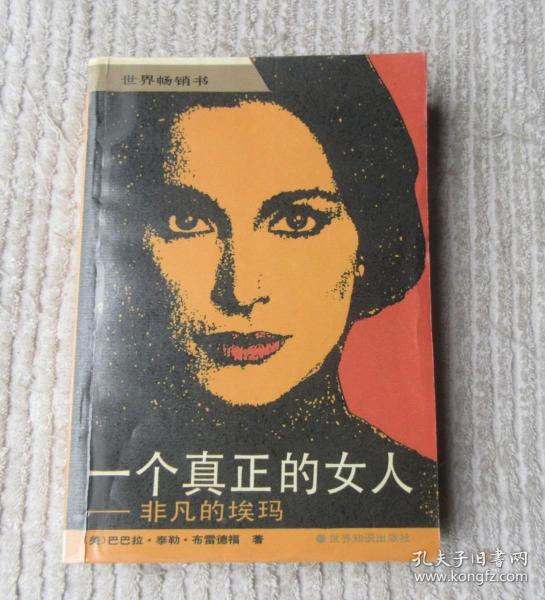 世界畅销书
一个真正的女人
——非凡的埃玛
(美)巴巴拉·泰勒·布雷德福 著
世界知识出版社
孔夫子旧书网
www.kongfz.com